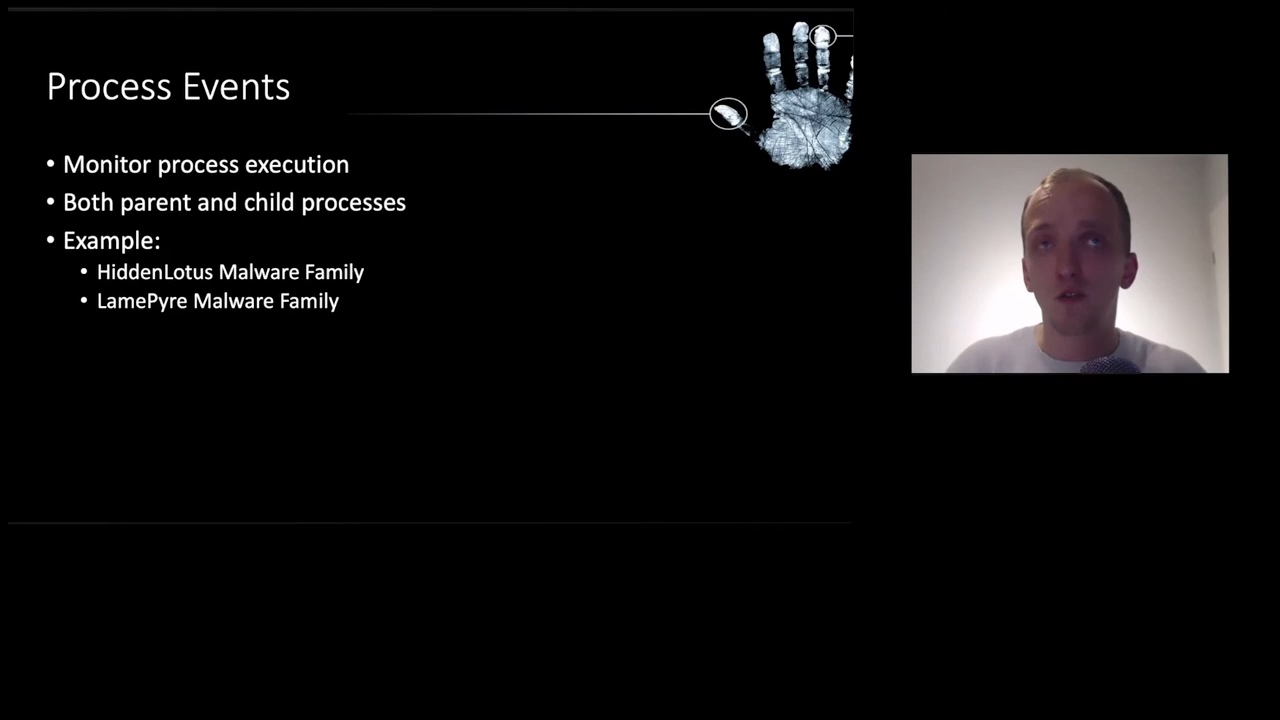 Process Events
• Monitor process execution
• Both parent and child processes
• Example:
• HiddenLotus Malware Family
• LamePyre Malware Family